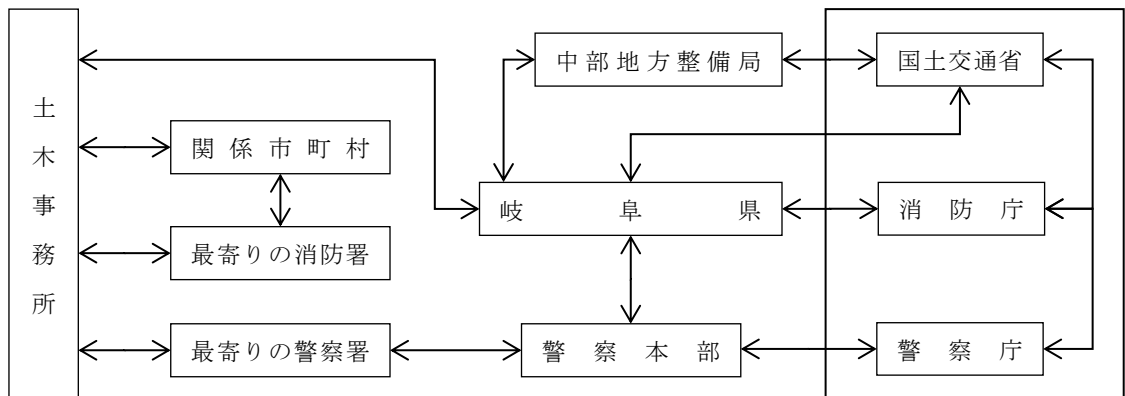 土木事務所
中部地方整備局
国土交通省
関係市町村
岐阜県
消防庁
最寄りの消防署
最寄りの警察署
警察本部
警察庁